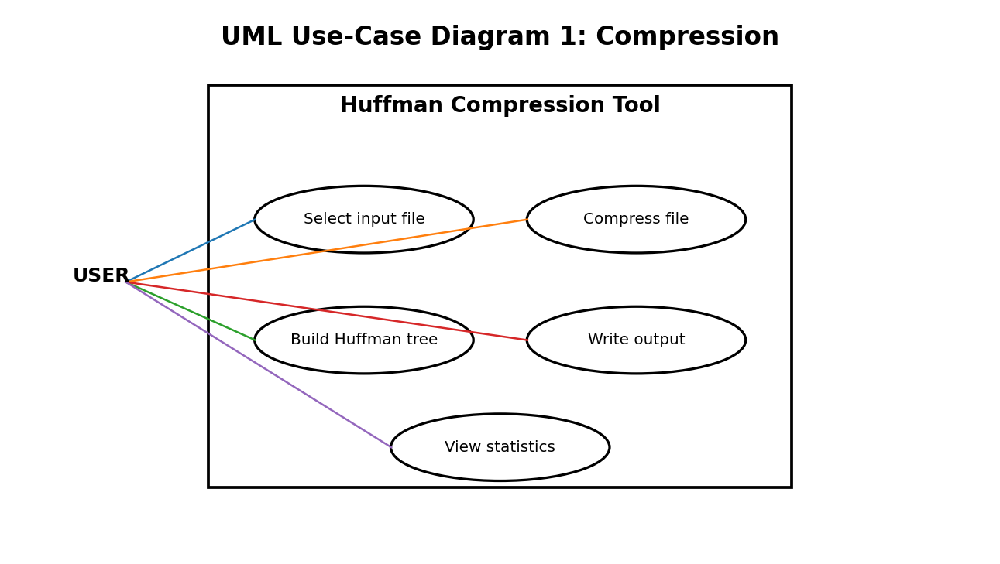 UML Use-Case Diagram 1: Compression
Huffman Compression Tool
Select input file
Compress file
USER
Build Huffman tree
Write output
View statistics